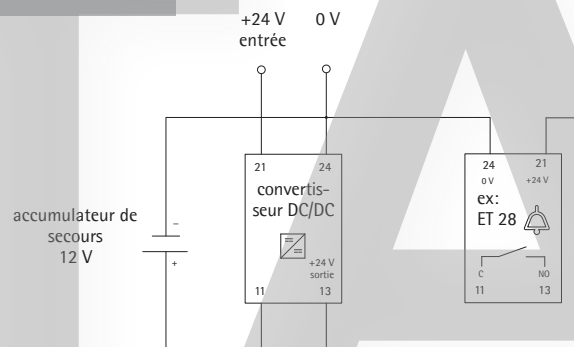 +24 V 0 V
entrée
21 24
convertis-
seur DC/DC
+24 V
sortie
11 13
accumulateur de
secours
12 V
–
+
24 21
0 V +24 V
ex:
ET 28
C NO
11 13